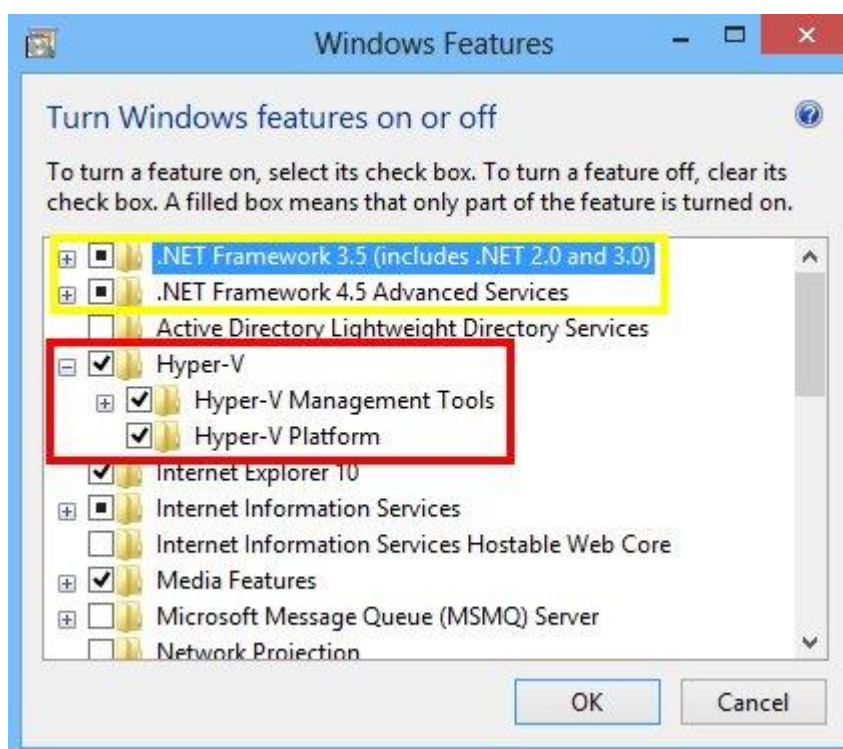 Windows Features
Turn Windows features on or off
To turn a feature on, select its check box. To turn a feature off, clear its
check box. A filled box means that only part of the feature is turned on.
.NET Framework 3.5 (includes .NET 2.0 and 3.0)
.NET Framework 4.5 Advanced Services
Active Directory Lightweight Directory Services
Hyper-V
Hyper-V Management Tools
Hyper-V Platform
Internet Explorer 10
Internet Information Services
Internet Information Services Hostable Web Core
Media Features
Microsoft Message Queue (MSMQ) Server
Network Projection
OK Cancel